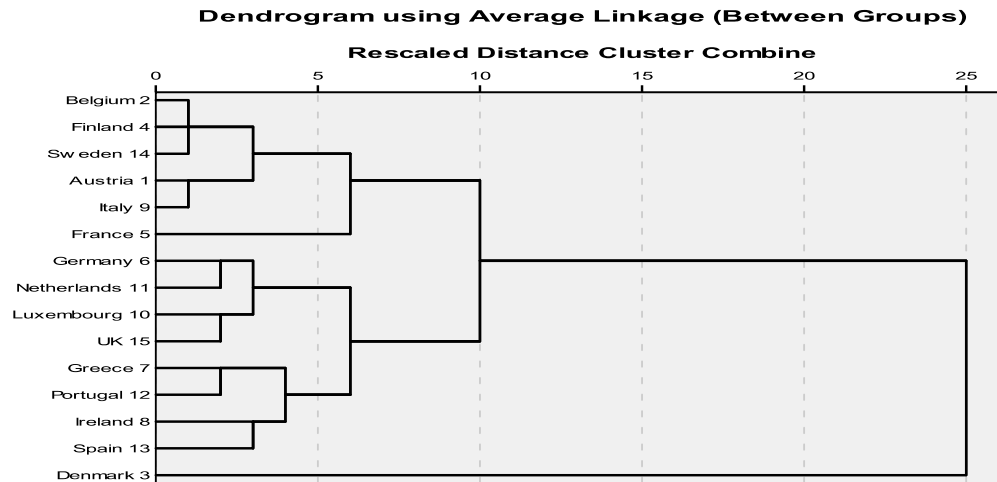 Dendrogram using Average Linkage (Between Groups)
Rescaled Distance Cluster Combine
0 5 10 15 20 25
Belgium 2
Finland 4
Sweden 14
Austria 1
Italy 9
France 5
Germany 6
Netherlands 11
Luxembourg 10
UK 15
Greece 7
Portugal 12
Ireland 8
Spain 13
Denmark 3